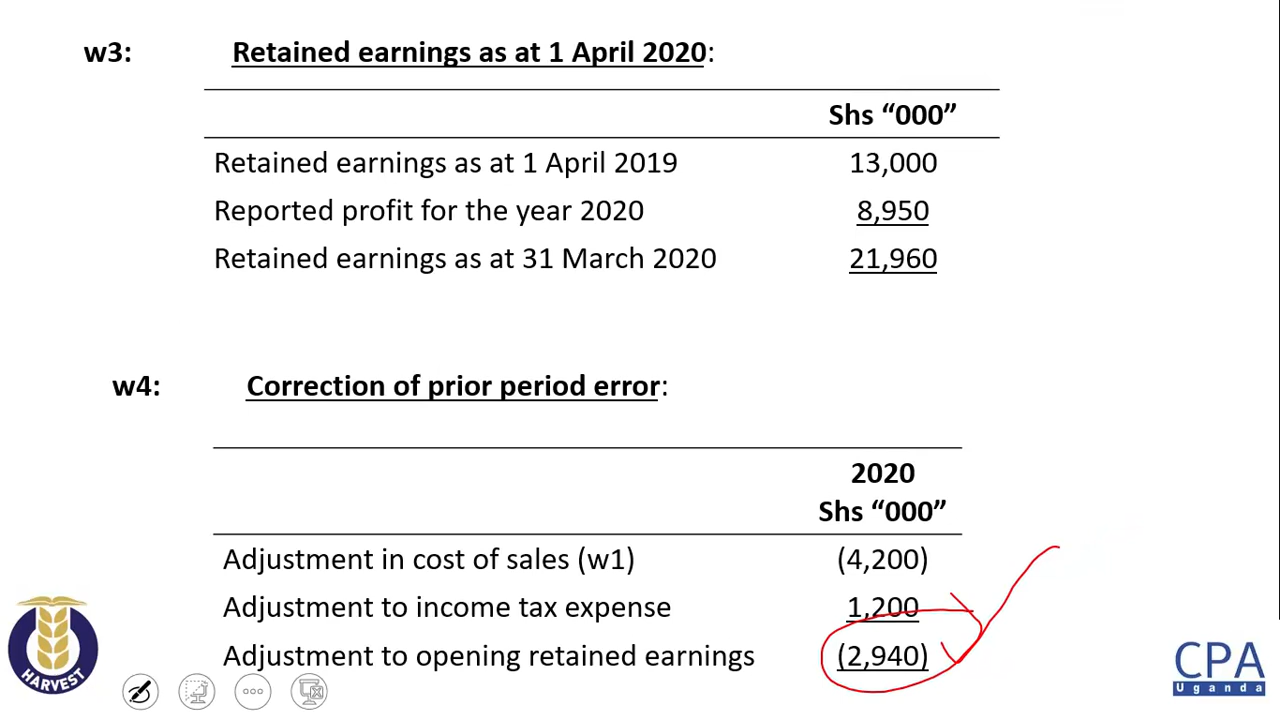 w3: Retained earnings as at 1 April 2020:
Shs “000”
Retained earnings as at 1 April 2019 13,000
Reported profit for the year 2020 8,950
Retained earnings as at 31 March 2020 21,960
w4: Correction of prior period error:
2020
Shs “000”
Adjustment in cost of sales (w1) (4,200)
Adjustment to income tax expense 1,200
Adjustment to opening retained earnings (2,940)
HARVEST
CPA
Uganda